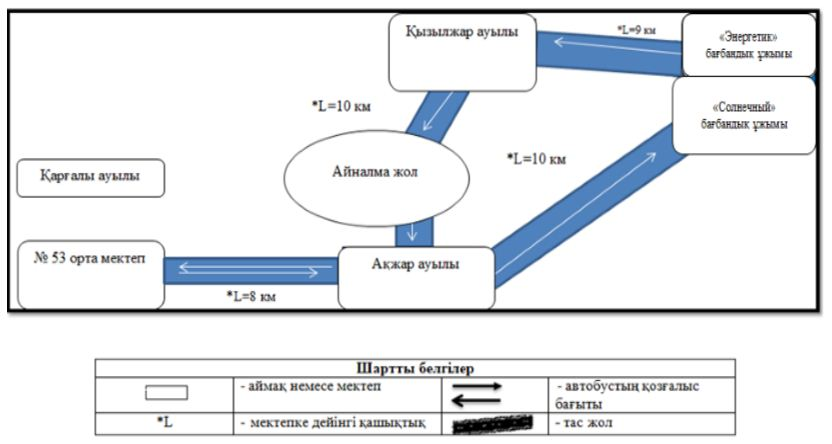 Қызылжар ауылы
*L=9 км
«Энергетик»
бағбандық ұжымы
*L=10 км
«Солнечный»
бағбандық ұжымы
*L=10 км
Айналма жол
Қарғалы ауылы
№ 53 орта мектеп
Ақжар ауылы
*L=8 км
Шартты белгілер
- аймақ немесе мектеп
- автобустың қозғалыс
бағыты
*L
- мектепке дейінгі қашықтық
- тас жол